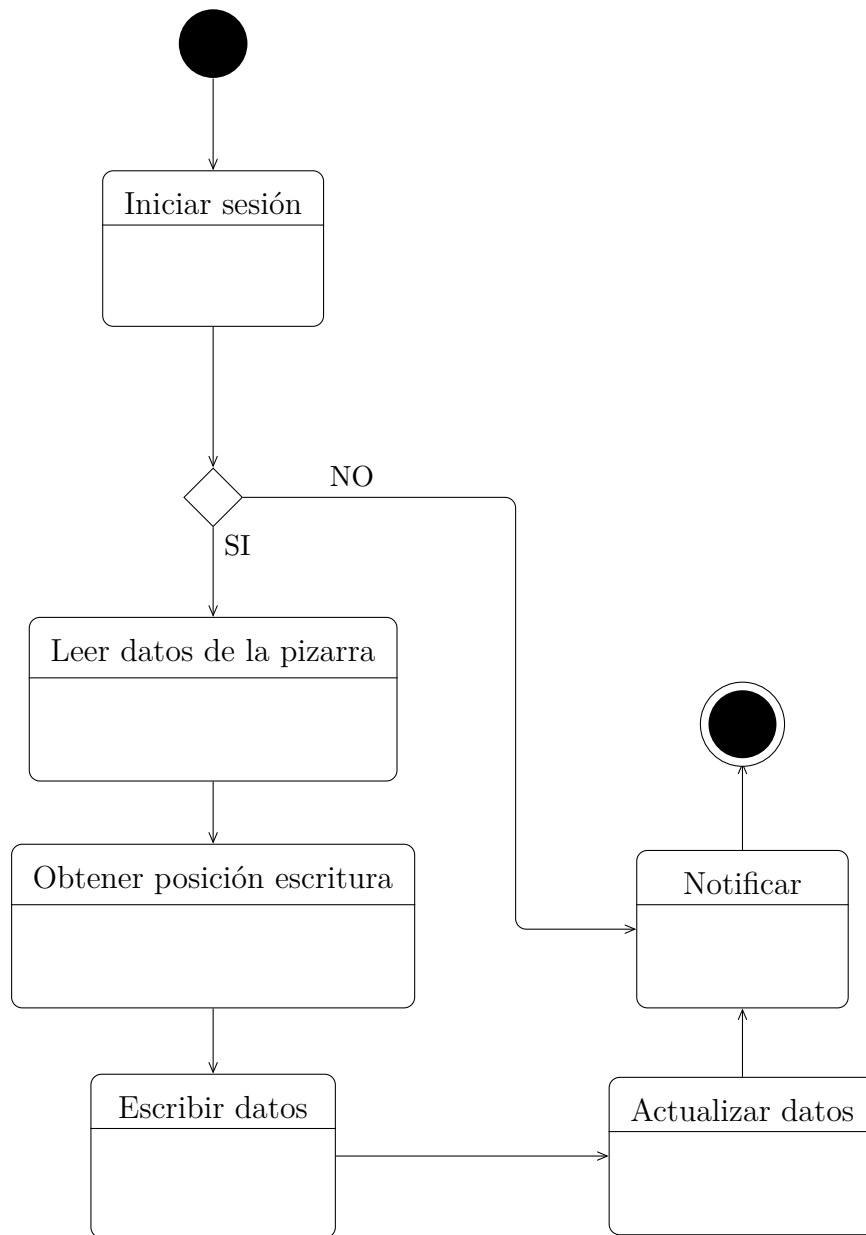 Iniciar sesión
NO
SI
Leer datos de la pizarra
Obtener posición escritura
Notificar
Escribir datos
Actualizar datos